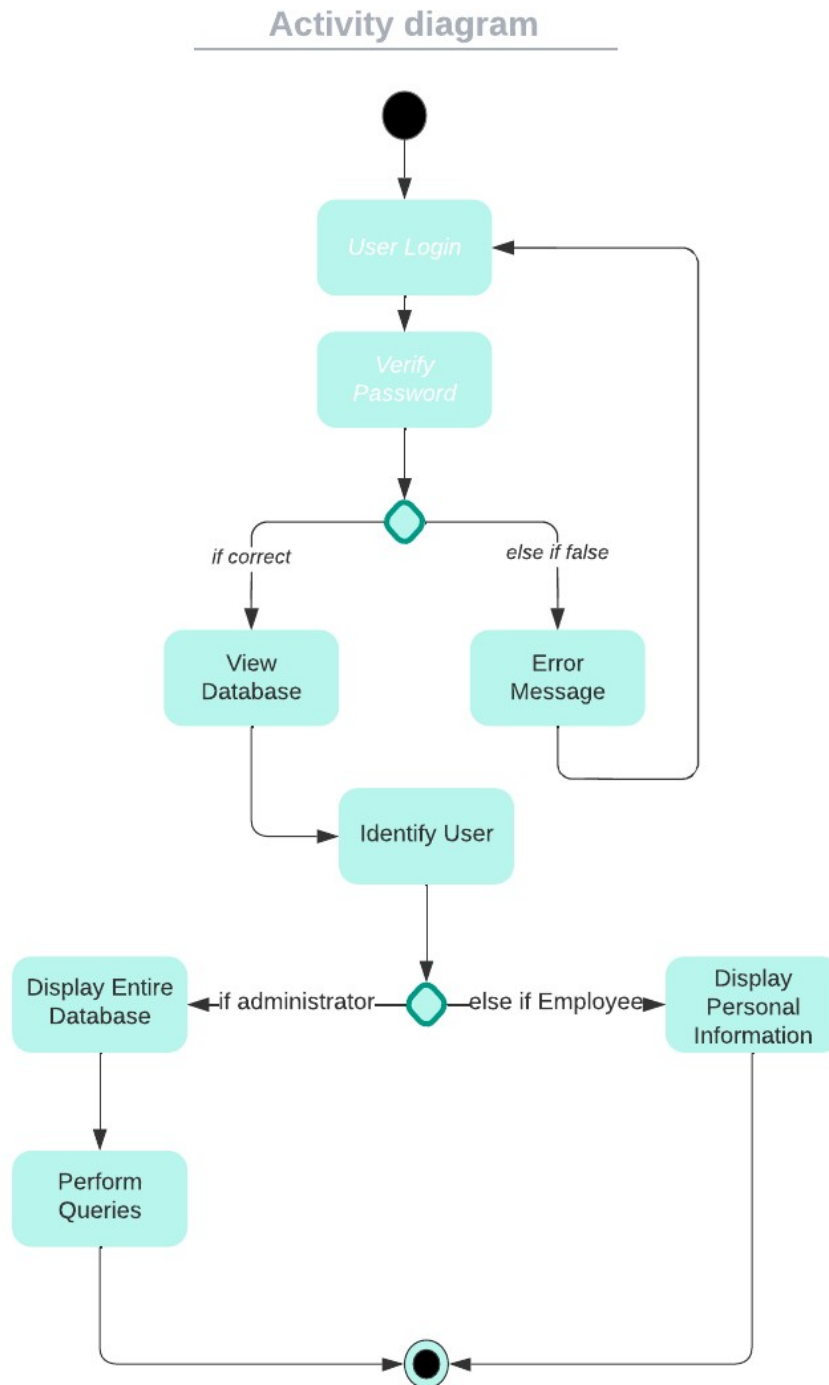 Activity diagram
User Login
Verify
Password
if correct
else if false
View
Database
Error
Message
Identify User
Display Entire
Database
if administrator
else if Employee
Display
Personal
Information
Perform
Queries